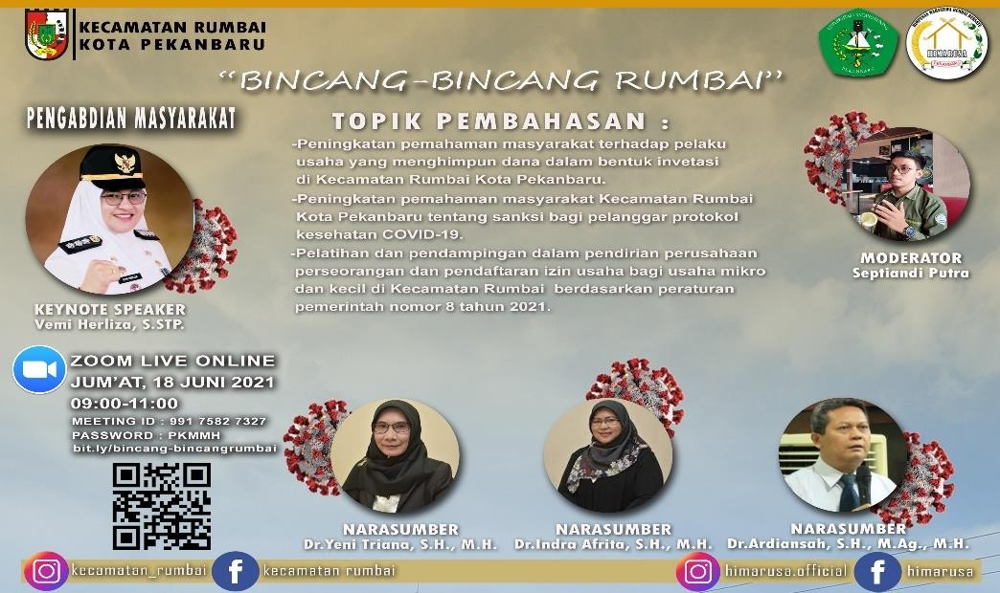 KECAMATAN RUMBAI
KOTA PEKANBARU
HIMARUSA
PEKANBARU
"BINCANG-BINCANG RUMBAI"
PENGABDIAN MASYARAKAT
TOPIK PEMBAHASAN :
-Peningkatan pemahaman masyarakat terhadap pelaku
usaha yang menghimpun dana dalam bentuk invetasi
di Kecamatan Rumbai Kota Pekanbaru.
-Peningkatan pemahaman masyarakat Kecamatan Rumbai
Kota Pekanbaru tentang sanksi bagi pelanggar protokol
kesehatan COVID-19.
-Pelatihan dan pendampingan dalam pendirian perusahaan
perseorangan dan pendaftaran izin usaha bagi usaha mikro
dan kecil di Kecamatan Rumbai berdasarkan peraturan
pemerintah nomor 8 tahun 2021.
KEYNOTE SPEAKER
Vemi Herliza, S.STP.
MODERATOR
Septiandi Putra
ZOOM LIVE ONLINE
JUM'AT, 18 JUNI 2021
09:00-11:00
MEETING ID : 991 7582 7327
PASSWORD : PKMMH
bit.ly/bincang-bincangrumbai
NARASUMBER
Dr.Yeni Triana, S.H., M.H.
NARASUMBER
Dr.Indra Afrita, S.H., M.H.
NARASUMBER
Dr.Ardiansah, S.H., M.Ag., M.H.
kecamatan_rumbai
kecamatan rumbai
himarusa.official
himarusa